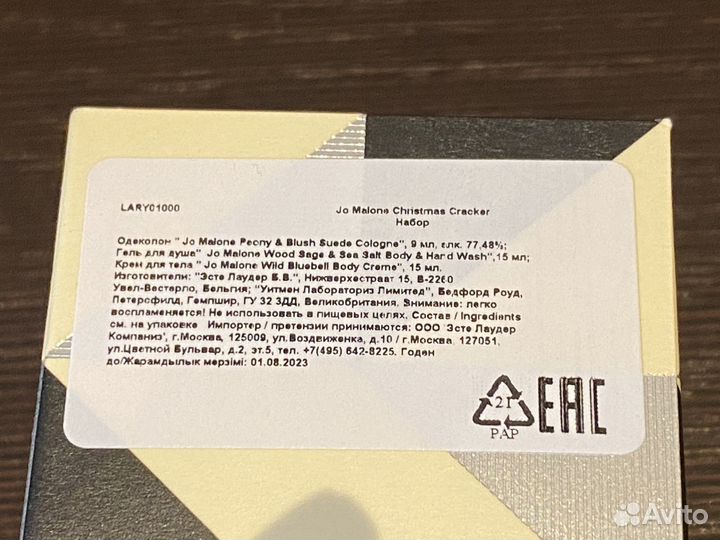 LARY01000
Jo Malone Christmas Cracker
Набор
Одеколон " Jo Malone Peony & Blush Suede Cologne", 9 мл, алк. 77,48%;
Гель для душа" Jo Malone Wood Sage & Sea Salt Body & Hand Wash",15 мл;
Крем для тела " Jo Malone Wild Bluebell Body Creme", 15 мл.
Изготовители: "Эсте Лаудер Б.В.", Нижверхестраат 15, В-2260
Увел-Вестерло, Бельгия; "Уитмен Лабораториз Лимитед", Бедфорд Роуд,
Петерсфилд, Гемпшир, ГУ 32 3ДД, Великобритания. Внимание: легко
воспламеняется! Не использовать в пищевых целях. Состав / Ingredients
см. на упаковке Импортер / претензии принимаются: ООО 'Эсте Лаудер
Компаниз', г.Москва, 125009, ул.Воздвиженка, д.10 / г.Москва, 127051,
ул.Цветной Бульвар, д.2, эт.5, тел. +7(495) 642-8225. Годен
до/Жарамдылык мерзімі: 01.08.2023
21
PAP
EAC
Avito